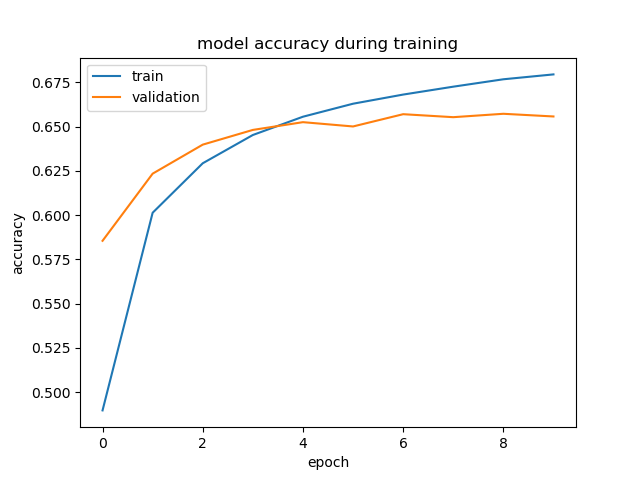 model accuracy during training
train
validation
0.675
0.650
0.625
0.600
0.575
0.550
0.525
0.500
accuracy
0 2 4 6 8
epoch